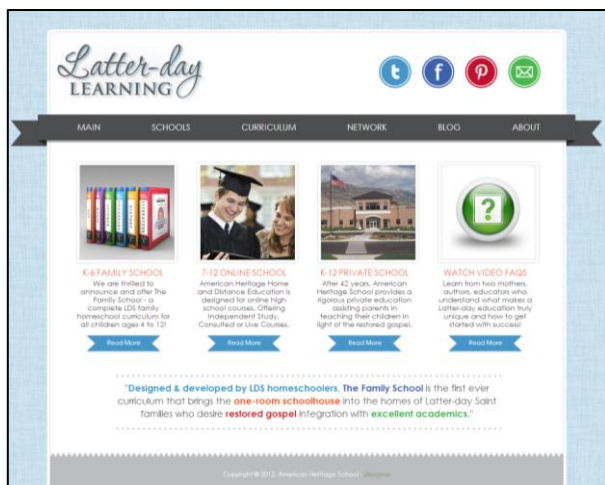 Latter-day
LEARNING
MAIN SCHOOLS CURRICULUM NETWORK BLOG ABOUT
K-6 FAMILY SCHOOL
We are thrilled to
announce and offer The
Family School - a
complete LDS family
homeschool curriculum for
all children ages 4 to 12!
Read More
7-12 ONLINE SCHOOL
American Heritage Home
and Distance Education is
designed for online high
school courses. Offering
Independent Study,
Consulted or Live Courses.
Read More
K-12 PRIVATE SCHOOL
After 42 years, American
Heritage School provides a
rigorous private education
assisting parents in
teaching their children in
light of the restored gospel.
Read More
WATCH VIDEO FAQS
Learn from two mothers,
authors, educators who
understand what makes a
Latter-day education truly
unique and how to get
started with success!
Read More
"Designed & developed by LDS homeschoolers, The Family School is the first ever
curriculum that brings the one-room schoolhouse into the homes of Latter-day Saint
families who desire restored gospel integration with excellent academics."
Copyright © 2012, American Heritage School -